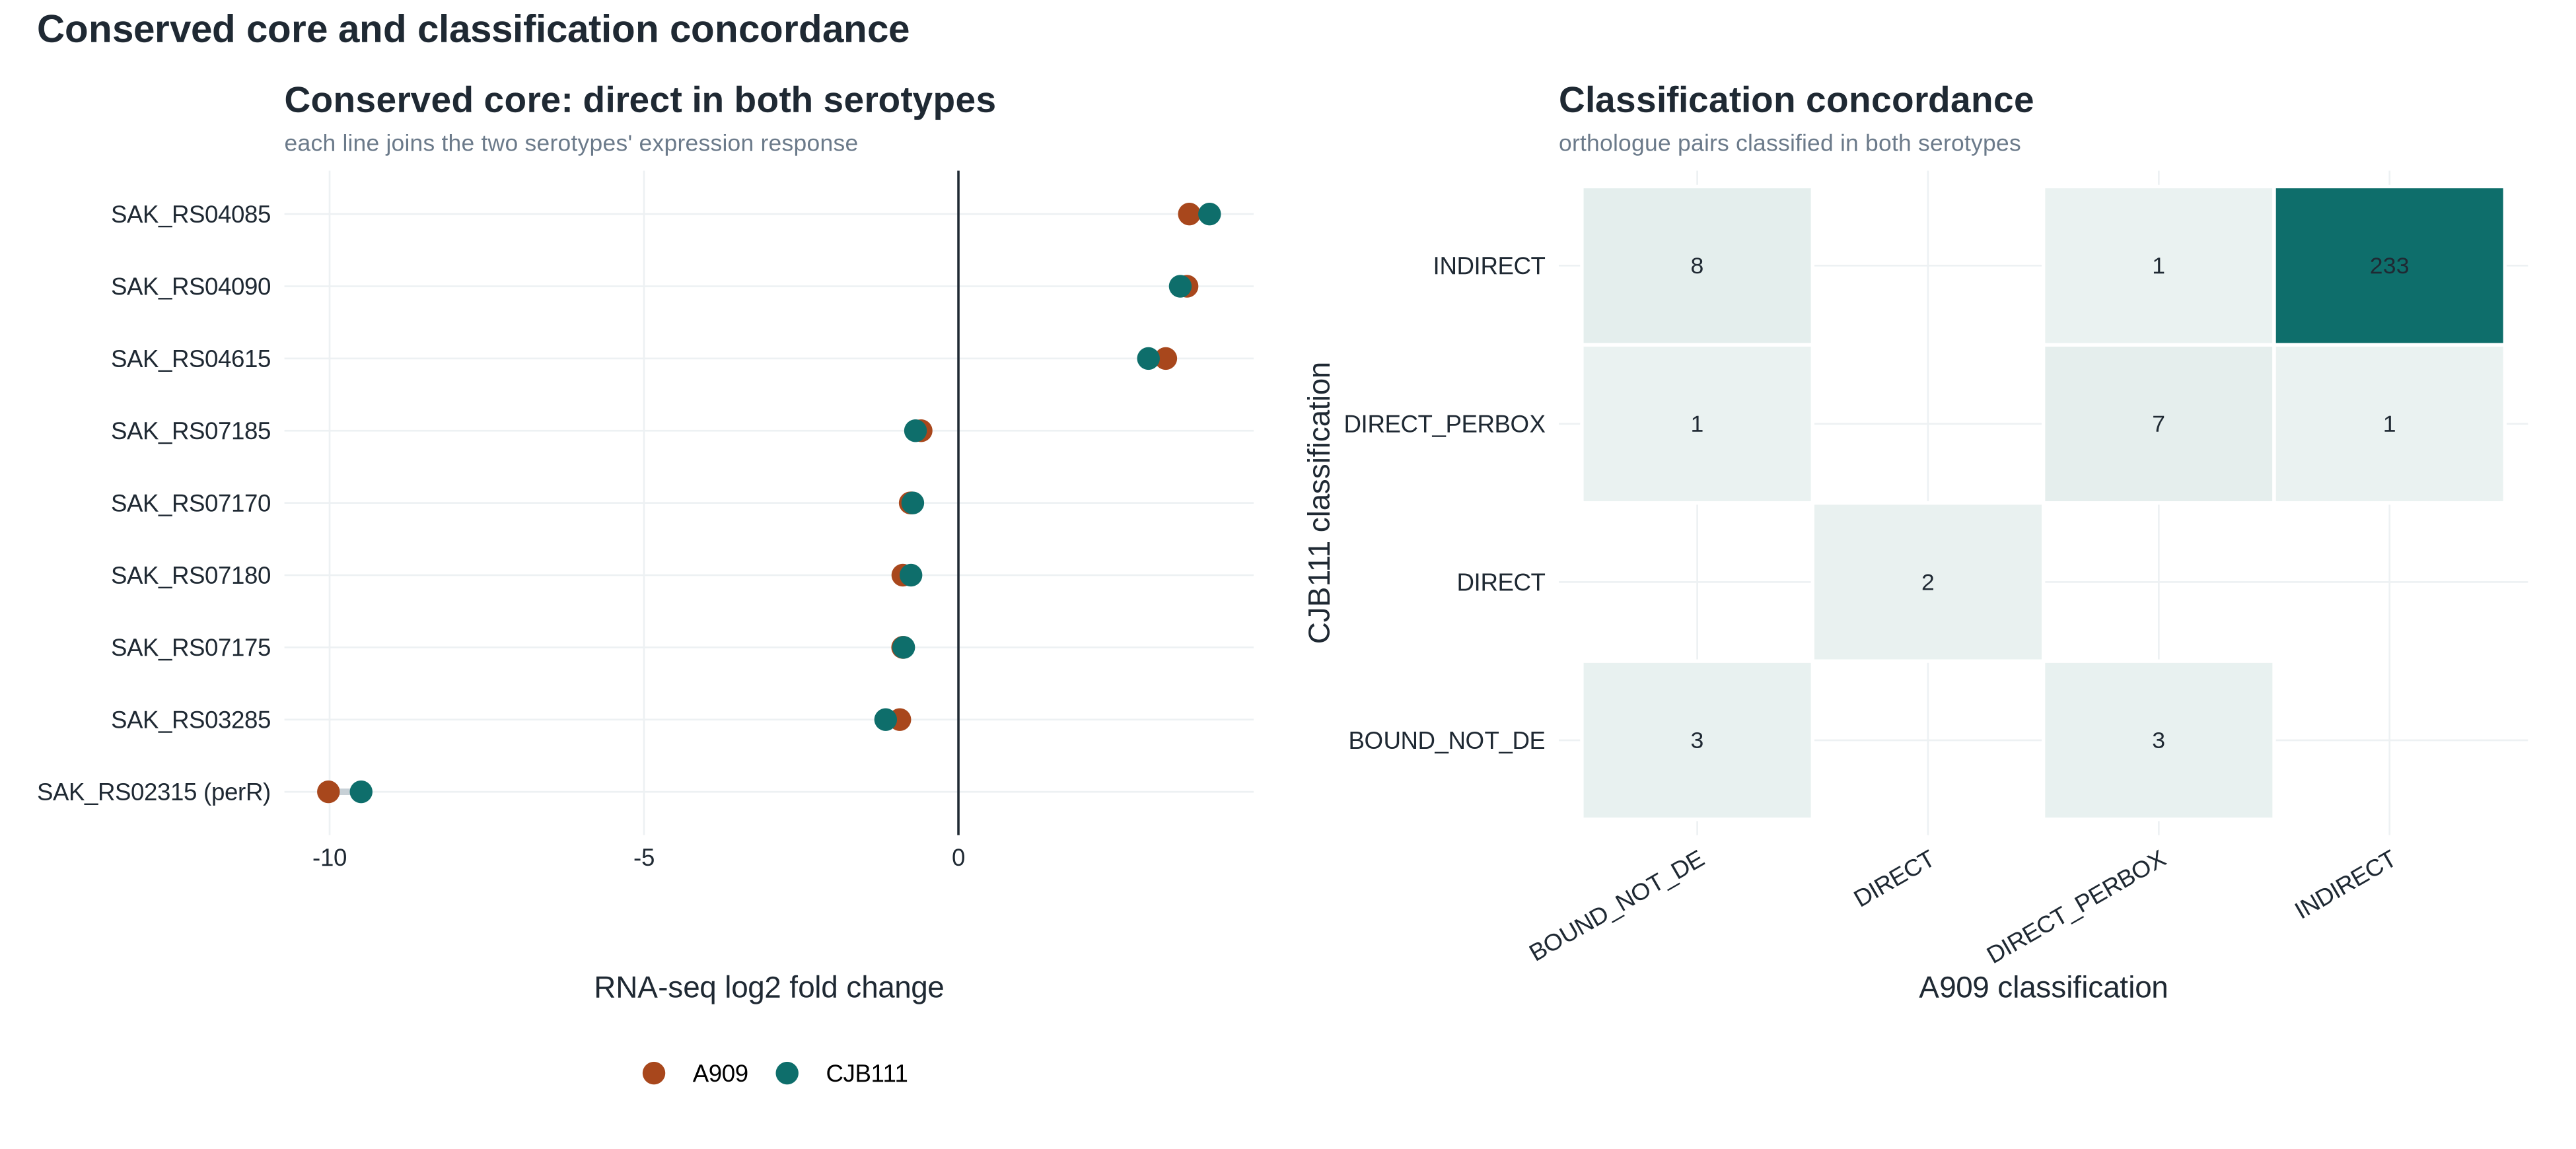 Conserved core and classification concordance
Conserved core: direct in both serotypes
each line joins the two serotypes' expression response
SAK_RS04085
SAK_RS04090
SAK_RS04615
SAK_RS07185
SAK_RS07170
SAK_RS07180
SAK_RS07175
SAK_RS03285
SAK_RS02315 (perR)
-10 -5 0
RNA-seq log2 fold change
A909 CJB111
Classification concordance
orthologue pairs classified in both serotypes
CJB111 classification
INDIRECT 8 1 233
DIRECT_PERBOX 1 7 1
DIRECT 2
BOUND_NOT_DE 3 3
BOUND_NOT_DE DIRECT DIRECT_PERBOX INDIRECT
A909 classification